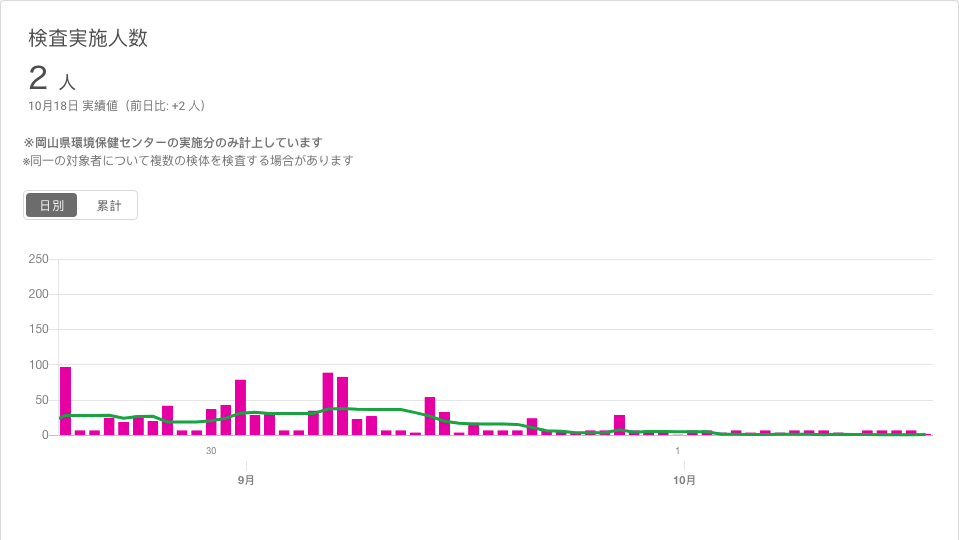 検査実施人数
2 人
10月18日 実績値（前日比: +2 人）
※岡山県環境保健センターの実施分のみ計上しています
※同一の対象者について複数の検体を検査する場合があります
日別 累計
250
200
150
100
50
0
30 1
9月 10月